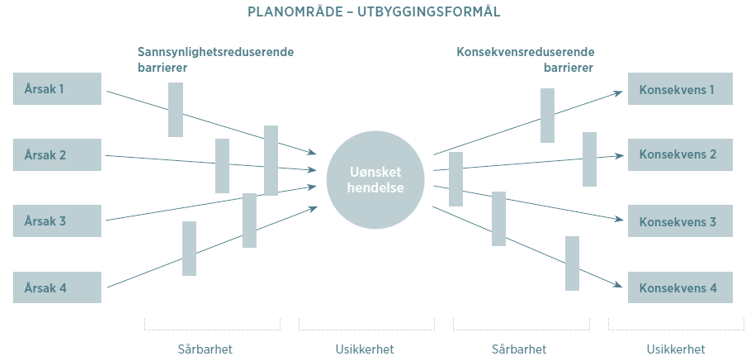 PLANOMRÅDE – UTBYGGINGSFORMÅL
Sannsynlighetsreduserende
barrierer
Konsekvensreduserende
barrierer
Årsak 1
Årsak 2
Årsak 3
Årsak 4
Uønsket
hendelse
Konsekvens 1
Konsekvens 2
Konsekvens 3
Konsekvens 4
Sårbarhet
Usikkerhet
Sårbarhet
Usikkerhet